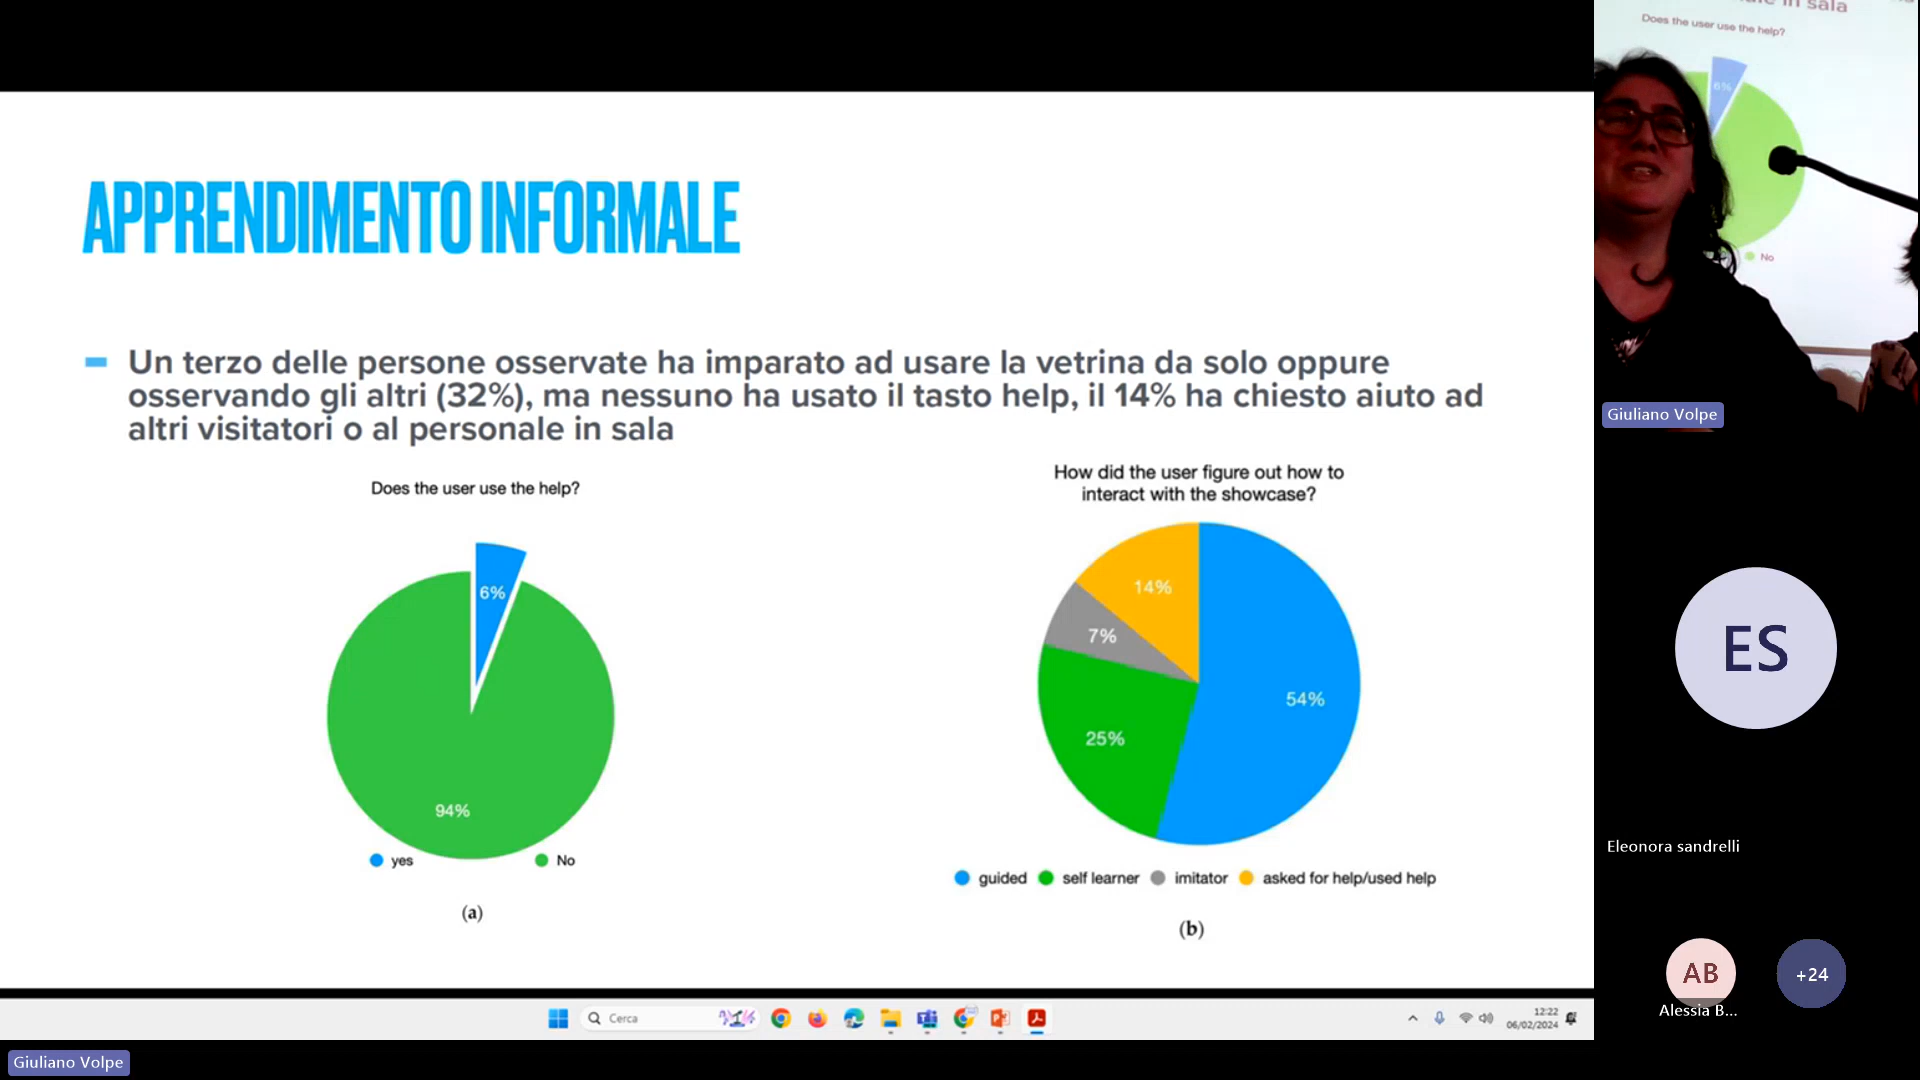 APPRENDIMENTO INFORMALE
Un terzo delle persone osservate ha imparato ad usare la vetrina da solo oppure
osservando gli altri (32%), ma nessuno ha usato il tasto help, il 14% ha chiesto aiuto ad
altri visitatori o al personale in sala
Does the user use the help?
6%
94%
yes
No
(a)
How did the user figure out how to
interact with the showcase?
14%
7%
54%
25%
guided
self learner
imitator
asked for help/used help
(b)
in sala
Does the user use the help?
6%
No
Giuliano Volpe
ES
Eleonora sandrelli
AB
+24
Alessia B...
Cerca
12:22
06/02/2024
Giuliano Volpe